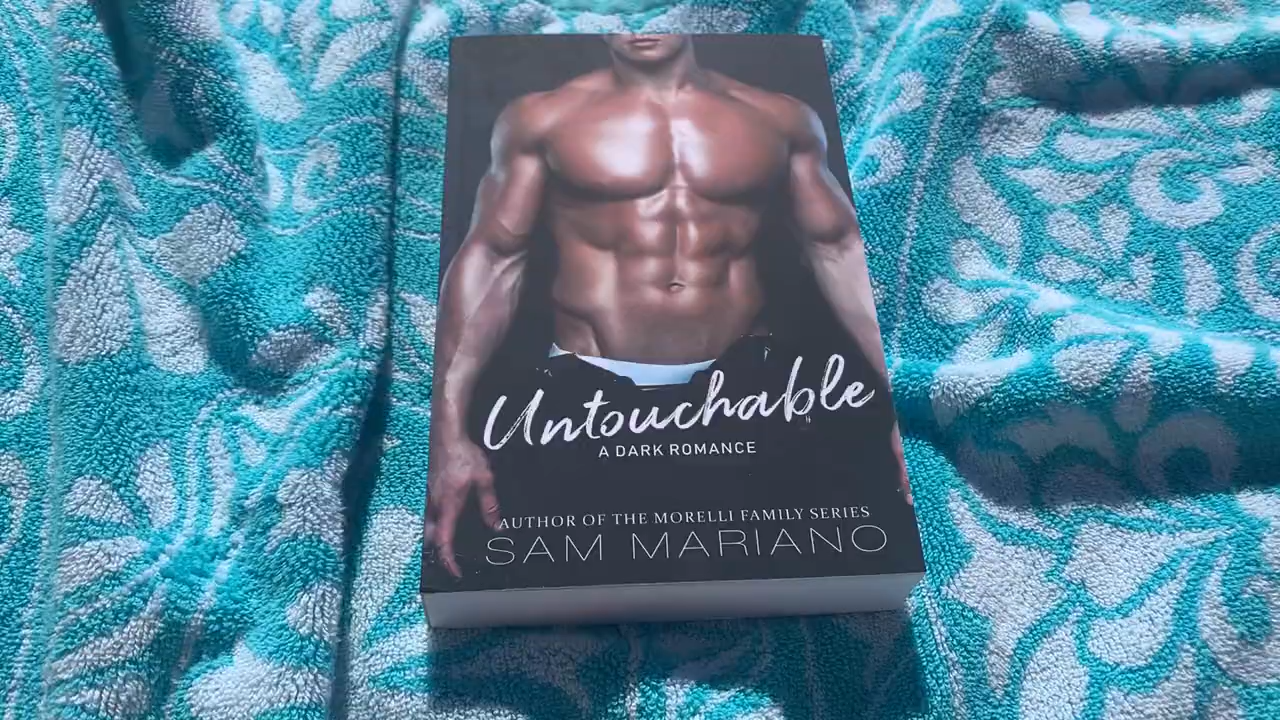 Untouchable
A DARK ROMANCE
AUTHOR OF THE MORELLI FAMILY SERIES
SAM MARIANO